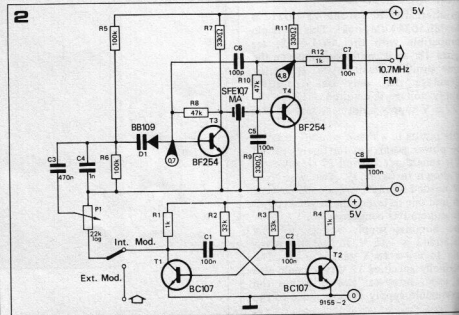 2
5V
R5
100k
R7
330Ω
R11
330Ω
C6
100p
R10
47k
4,8
R12
1k
C7
100n
10.7MHz
FM
R8
47k
SFE10,7
MA
T3
BF254
T4
BF254
BB109
D1
0,7
C5
100n
R9
330Ω
C3
470n
C4
1n
R6
100k
C8
100n
0
P1
22k
log
Int. Mod.
Ext. Mod.
5V
R1
1k
R2
33k
R3
33k
R4
1k
C1
100n
C2
100n
T1
BC107
T2
BC107
9155-2
0